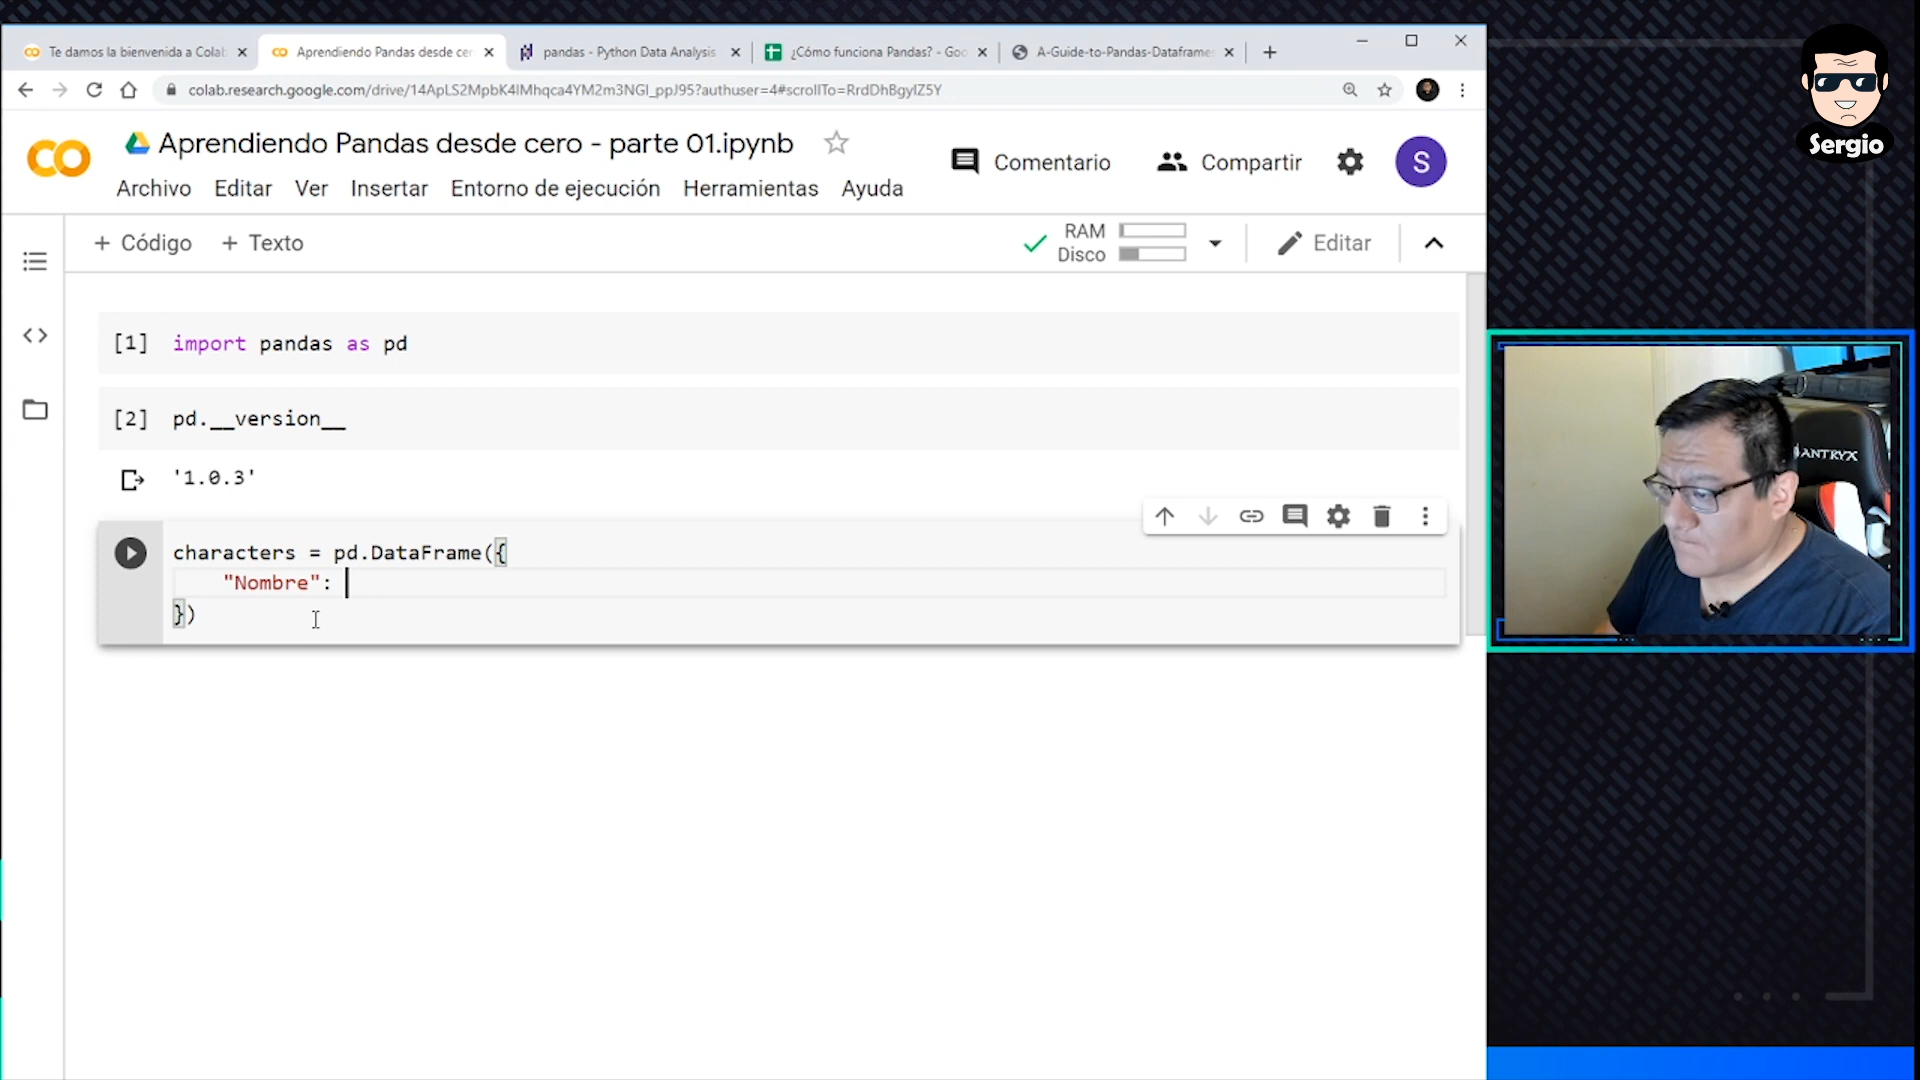 Te damos la bienvenida a Colab
Aprendiendo Pandas desde cer
pandas - Python Data Analysis
¿Cómo funciona Pandas? - Goo
A-Guide-to-Pandas-Dataframes
colab.research.google.com/drive/14ApLS2MpbK4IMhqca4YM2m3NGI_ppJ95?authuser=4#scrollTo=RrdDhBgyIZ5Y
CO
Aprendiendo Pandas desde cero - parte 01.ipynb
Comentario
Compartir
S
Archivo Editar Ver Insertar Entorno de ejecución Herramientas Ayuda
+ Código + Texto
RAM
Disco
Editar
[1] import pandas as pd
[2] pd.__version__
'1.0.3'
characters = pd.DataFrame({
"Nombre":
})
Sergio
ANTRYX